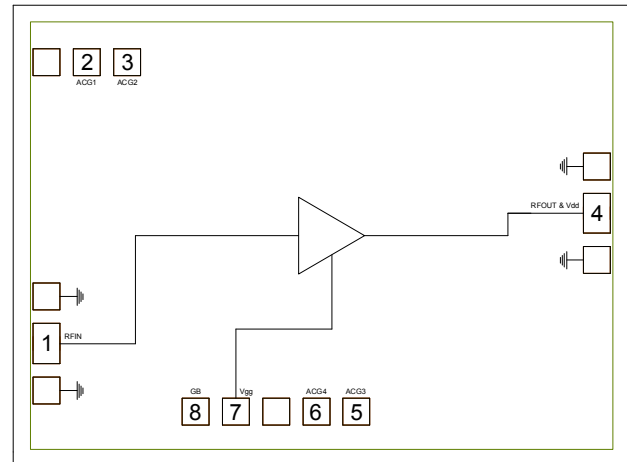 2 3
ACG1 ACG2
RFOUT & Vdd 4
1 RFIN
GB Vgg ACG4 ACG3
8 7 6 5